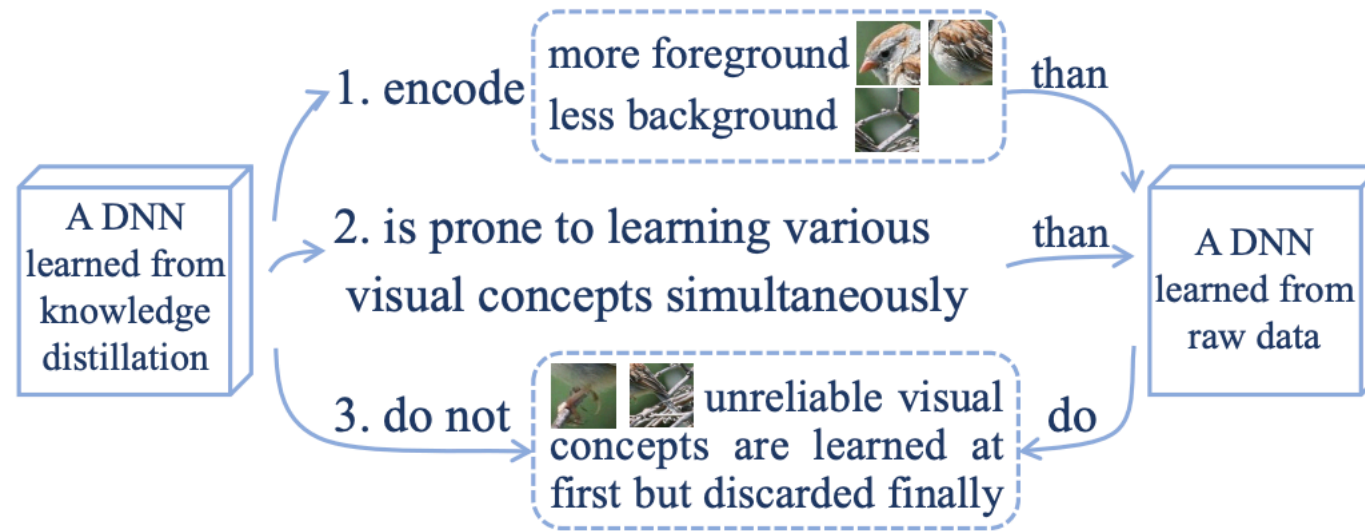 A DNN
learned from
knowledge
distillation
1. encode
more foreground
less background
than
2. is prone to learning various
visual concepts simultaneously
than
3. do not
unreliable visual
concepts are learned at
first but discarded finally
do
A DNN
learned from
raw data